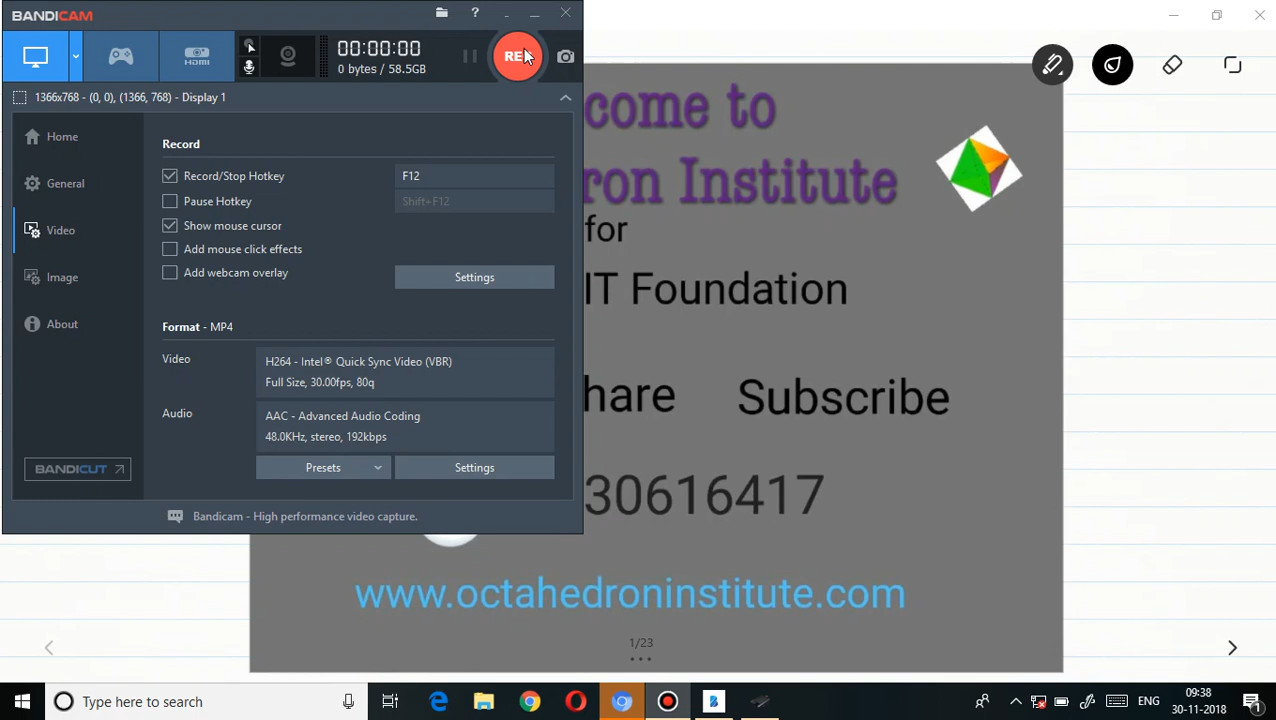 BANDICAM
?
HDMI
00:00:00
0 bytes / 58.5GB
REC
1366x768 - (0, 0), (1366, 768) - Display 1
Home
General
Video
Image
About
BANDICUT
Record
Record/Stop Hotkey
F12
Pause Hotkey
Shift+F12
Show mouse cursor
Add mouse click effects
Add webcam overlay
Settings
Format - MP4
Video
H264 - Intel® Quick Sync Video (VBR)
Full Size, 30.00fps, 80q
Audio
AAC - Advanced Audio Coding
48.0KHz, stereo, 192kbps
Presets
Settings
Bandicam - High performance video capture.
come to
ron Institute
for
IT Foundation
hare Subscribe
30616417
www.octahedroninstitute.com
1/23
Type here to search
ENG
09:38
30-11-2018
1